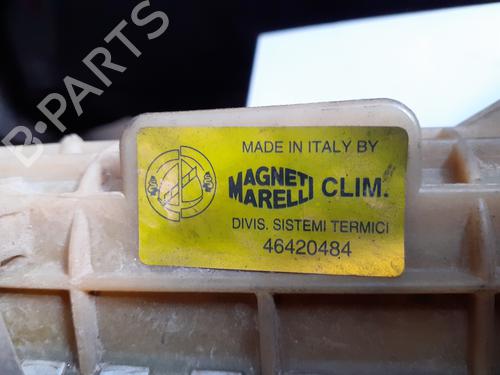 B-PARTS
MADE IN ITALY BY
MAGNETI
MARELLI CLIM.
DIVIS. SISTEMI TERMICI
46420484